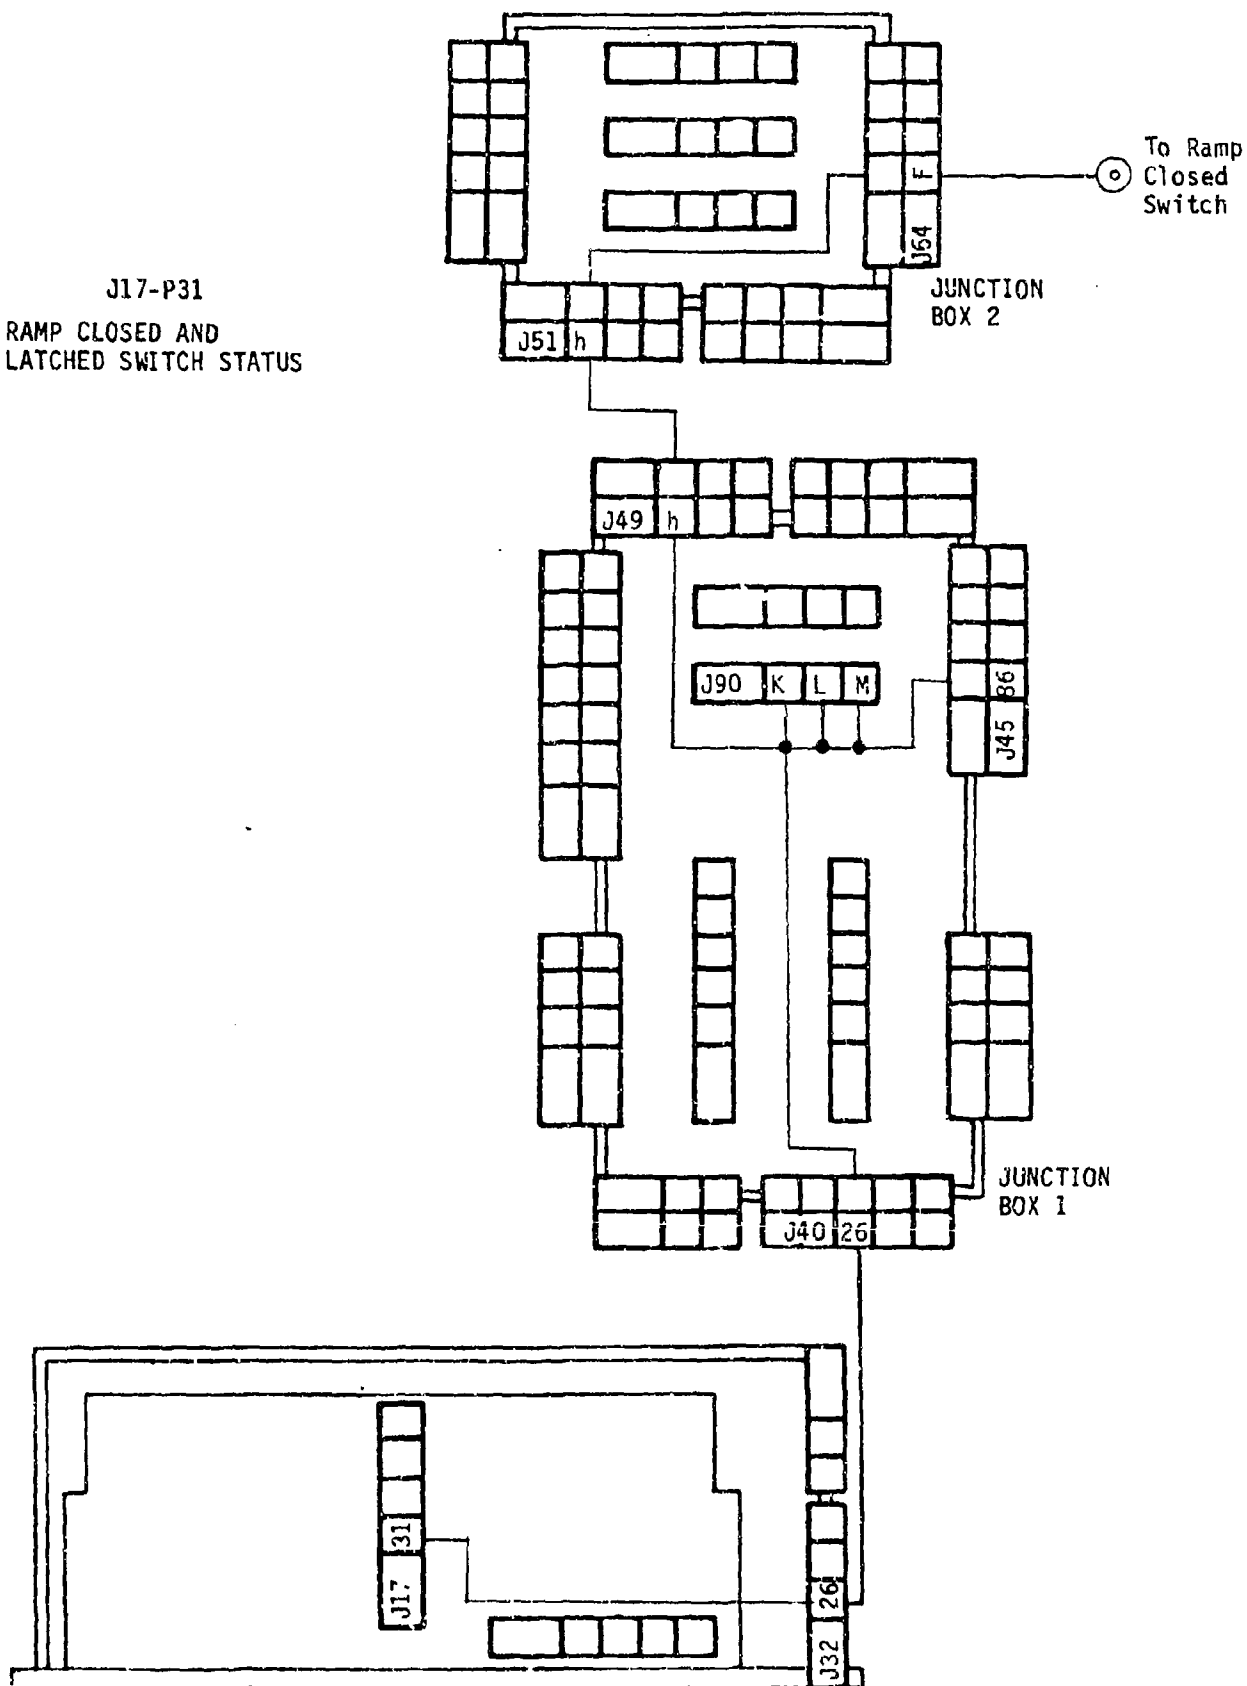 To Ramp
Closed
Switch
F
J64
J17-P31
RAMP CLOSED AND
LATCHED SWITCH STATUS
JUNCTION
BOX 2
J51 h
J49 h
J90 K L M
86
J45
JUNCTION
BOX 1
J40 26
31
J17
26
J32